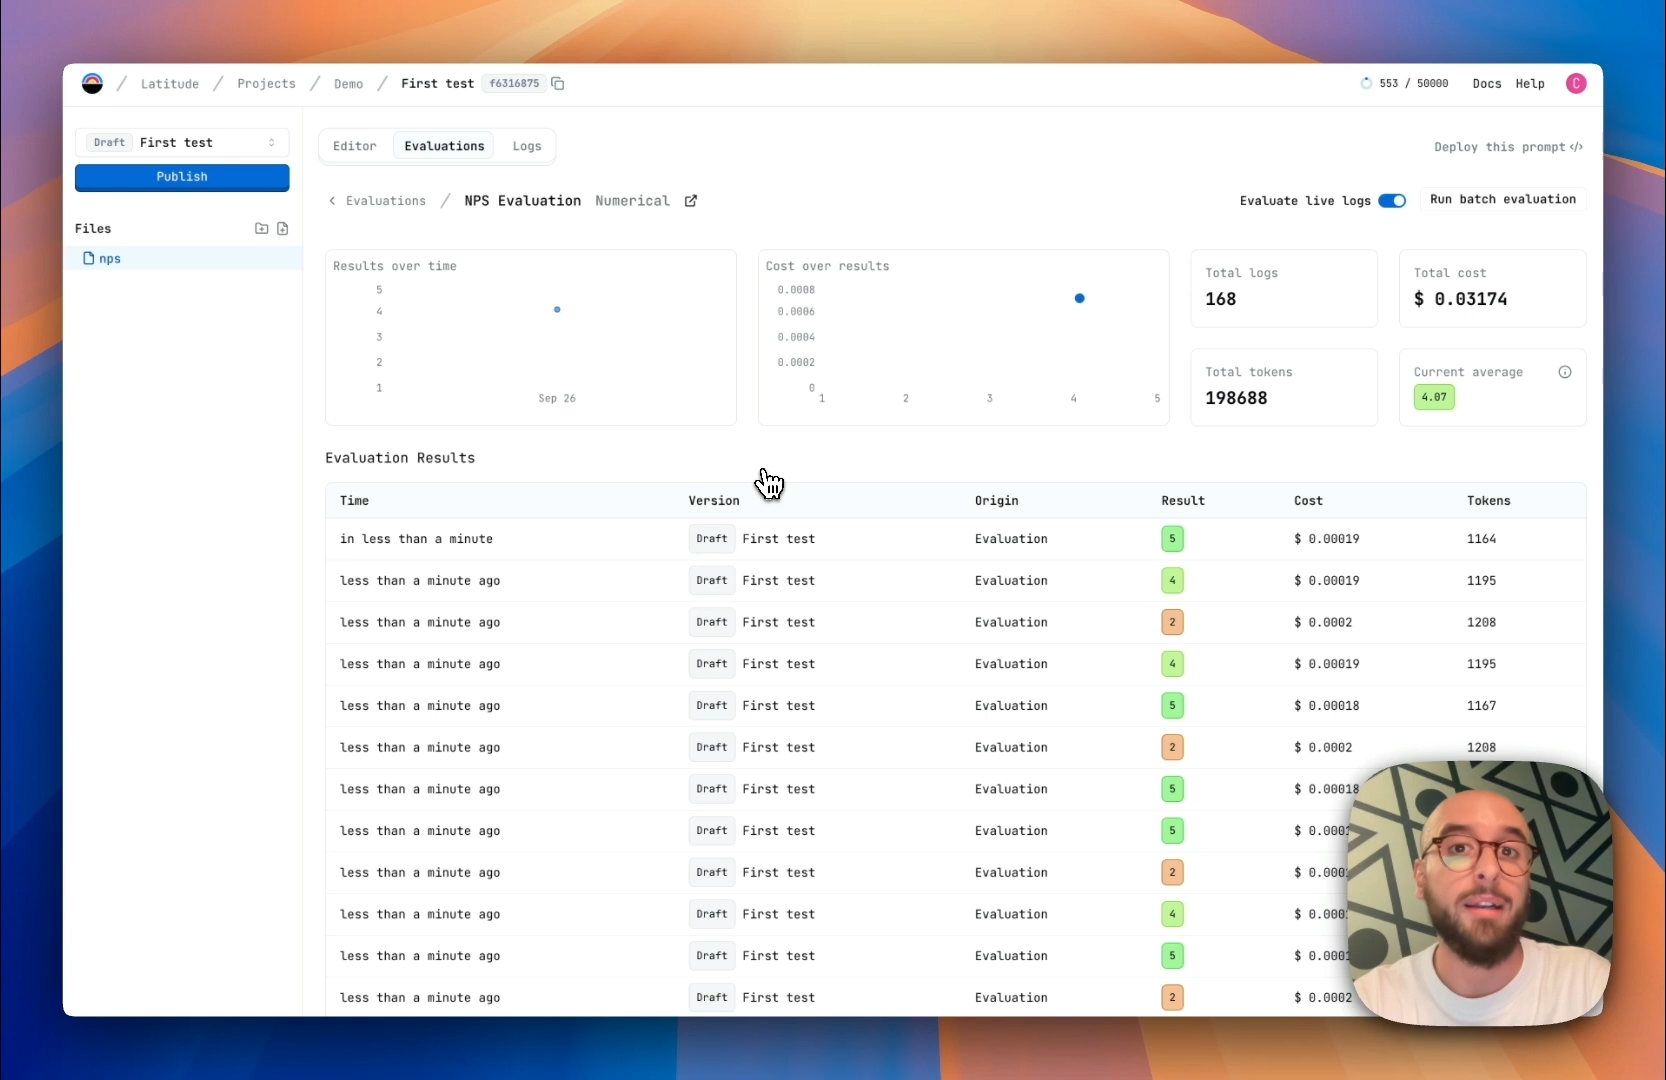 / Latitude / Projects / Demo / First test f6316875
553 / 50000 Docs Help C
Draft First test
Publish
Files
nps
Editor Evaluations Logs
Deploy this prompt </>
< Evaluations / NPS Evaluation Numerical
Evaluate live logs Run batch evaluation
Results over time
5
4
3
2
1
Sep 26
Cost over results
0.0008
0.0006
0.0004
0.0002
0
1 2 3 4 5
Total logs
168
Total cost
$ 0.03174
Total tokens
198688
Current average
4.07
Evaluation Results
Time Version Origin Result Cost Tokens
in less than a minute Draft First test Evaluation 5 $ 0.00019 1164
less than a minute ago Draft First test Evaluation 4 $ 0.00019 1195
less than a minute ago Draft First test Evaluation 2 $ 0.0002 1208
less than a minute ago Draft First test Evaluation 4 $ 0.00019 1195
less than a minute ago Draft First test Evaluation 5 $ 0.00018 1167
less than a minute ago Draft First test Evaluation 2 $ 0.0002 1208
less than a minute ago Draft First test Evaluation 5 $ 0.00018
less than a minute ago Draft First test Evaluation 5 $
less than a minute ago Draft First test Evaluation 2 $
less than a minute ago Draft First test Evaluation 4 $
less than a minute ago Draft First test Evaluation 5 $
less than a minute ago Draft First test Evaluation 2 $ 0.0002